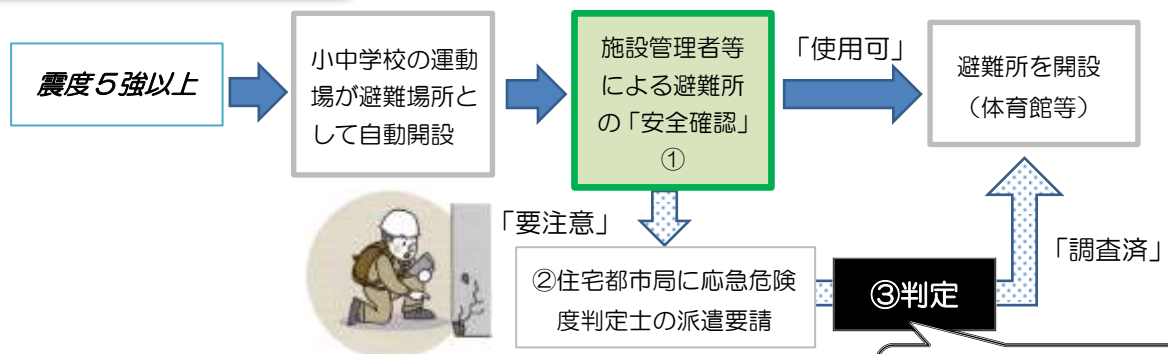 震度５強以上
小中学校の運動
場が避難場所と
して自動開設
施設管理者等
による避難所
の「安全確認」
①
「使用可」
避難所を開設
（体育館等）
「要注意」
②住宅都市局に応急危険
度判定士の派遣要請
③判定
「調査済」